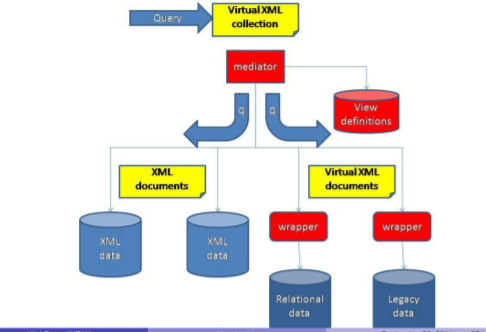 Query
Virtual XML
collection
mediator
View
definitions
q
q
XML
documents
Virtual XML
documents
XML
data
XML
data
wrapper
wrapper
Relational
data
Legacy
data